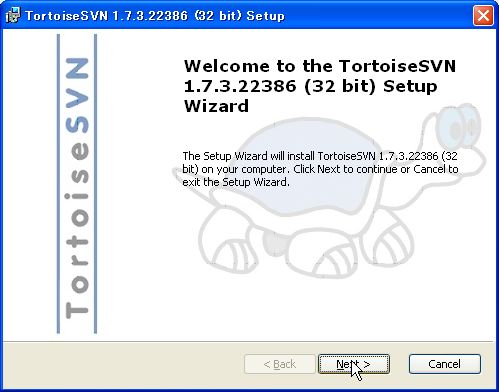 TortoiseSVN 1.7.3.22386 (32 bit) Setup
TortoiseSVN
Welcome to the TortoiseSVN
1.7.3.22386 (32 bit) Setup
Wizard
The Setup Wizard will install TortoiseSVN 1.7.3.22386 (32
bit) on your computer. Click Next to continue or Cancel to
exit the Setup Wizard.
< Back
Next >
Cancel